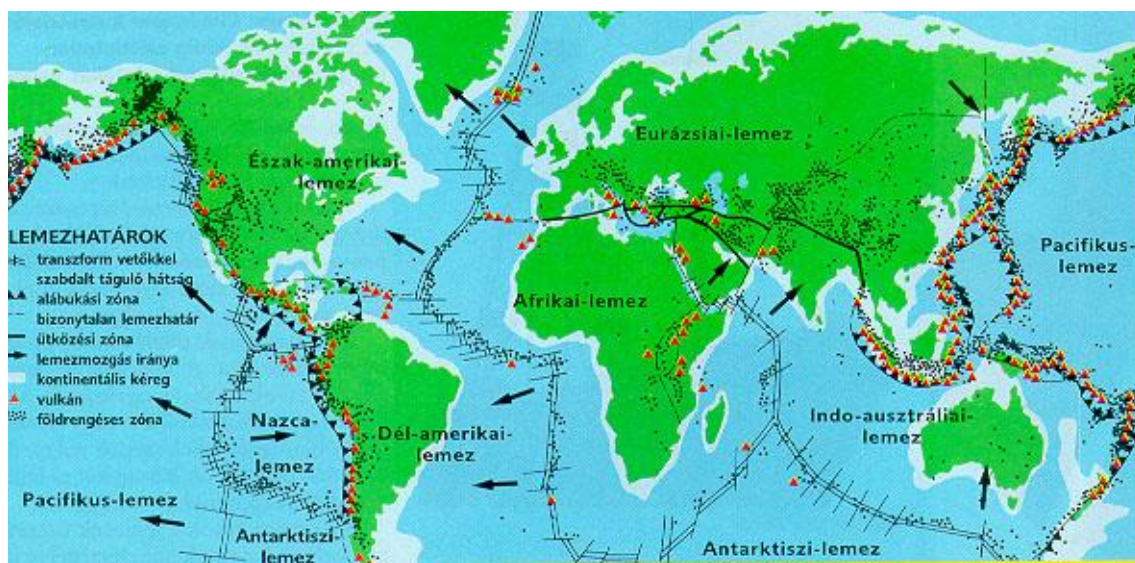 Eurázsiai-lemez
Észak-amerikai-
lemez
LEMEZHATÁROK
transzform vetőkkel
szabdalt táguló hátság
alábukási zóna
bizonytalan lemezhatár
ütközési zóna
lemezmozgás iránya
kontinentális kéreg
vulkán
földrengéses zóna
Pacifikus-
lemez
Afrikai-lemez
Nazca-
lemez
Dél-amerikai-
lemez
Indo-ausztráliai-
lemez
Pacifikus-lemez
Antarktiszi-
lemez
Antarktiszi-lemez